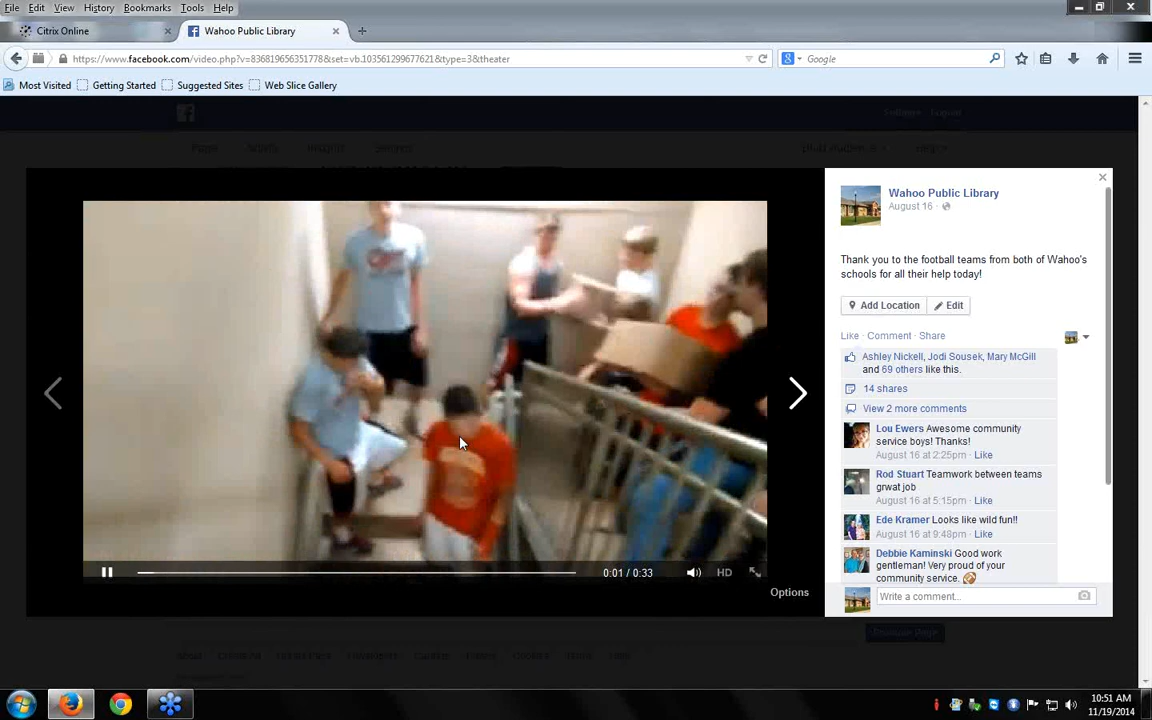 File Edit View History Bookmarks Tools Help
Citrix Online
Wahoo Public Library
https://www.facebook.com/video.php?v=836819656351778&set=vb.103561299677621&type=3&theater
Google
Most Visited Getting Started Suggested Sites Web Slice Gallery
Wahoo Public Library
August 16
Thank you to the football teams from both of Wahoo's
schools for all their help today!
Add Location Edit
Like · Comment · Share
Ashley Nickell, Jodi Sousek, Mary McGill
and 69 others like this.
14 shares
View 2 more comments
Lou Ewers Awesome community
service boys! Thanks!
August 16 at 2:25pm · Like
Rod Stuart Teamwork between teams
grwat job
August 16 at 5:15pm · Like
Ede Kramer Looks like wild fun!!
August 16 at 9:48pm · Like
Debbie Kaminski Good work
gentleman! Very proud of your
community service.
Write a comment...
0:01 / 0:33
HD
Options
10:51 AM
11/19/2014